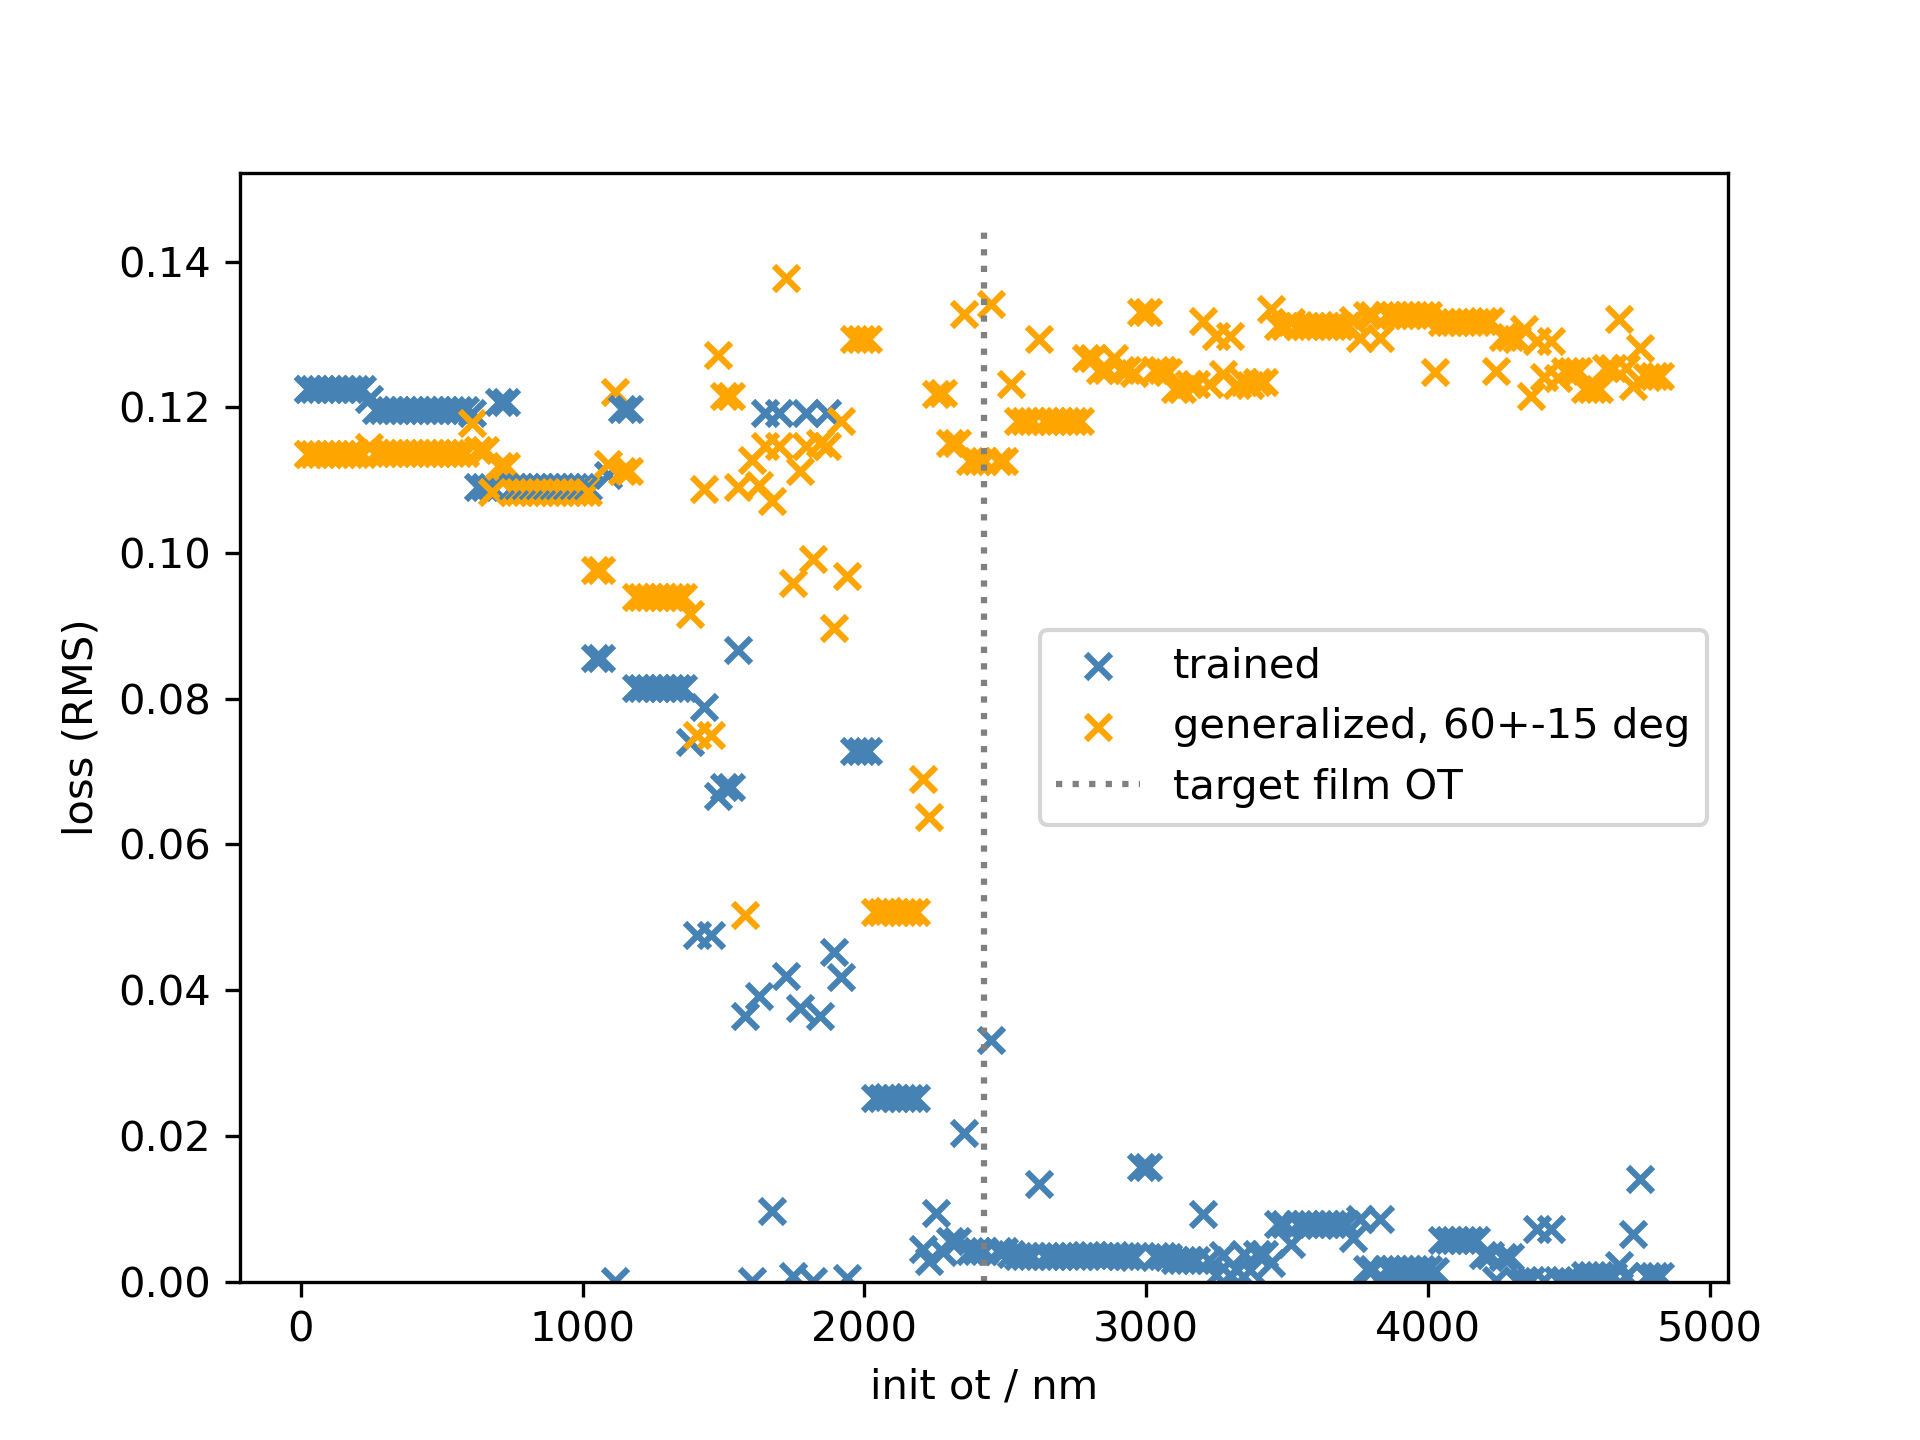 0.14
0.12
0.10
0.08
0.06
0.04
0.02
0.00
loss (RMS)
trained
generalized, 60+-15 deg
target film OT
0 1000 2000 3000 4000 5000
init ot / nm